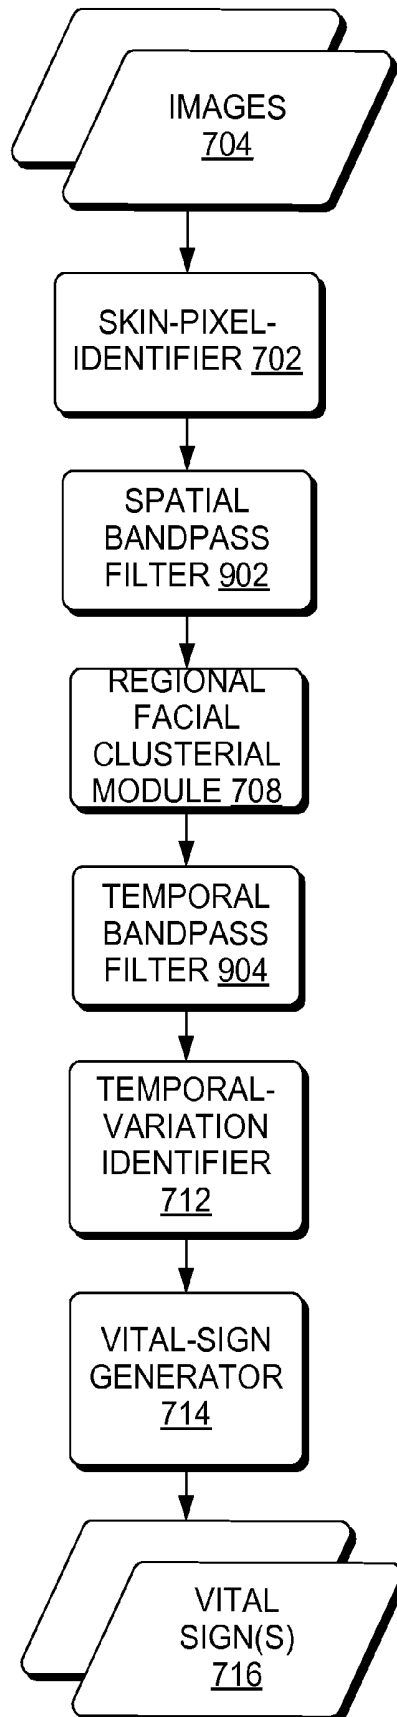 IMAGES
704
SKIN-PIXEL-
IDENTIFIER 702
SPATIAL
BANDPASS
FILTER 902
REGIONAL
FACIAL
CLUSTERIAL
MODULE 708
TEMPORAL
BANDPASS
FILTER 904
TEMPORAL-
VARIATION
IDENTIFIER
712
VITAL-SIGN
GENERATOR
714
VITAL
SIGN(S)
716